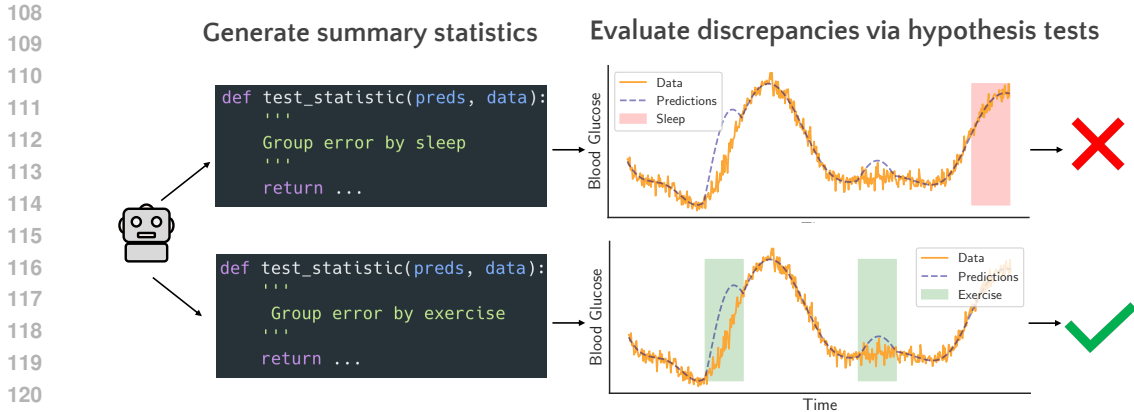 108
109
110
111
112
113
114
115
116
117
118
119
120
Generate summary statistics
Evaluate discrepancies via hypothesis tests
def test_statistic(preds, data):
'''
Group error by sleep
'''
return ...
Blood Glucose
Data
Predictions
Sleep
def test_statistic(preds, data):
'''
Group error by exercise
'''
return ...
Blood Glucose
Data
Predictions
Exercise
Time